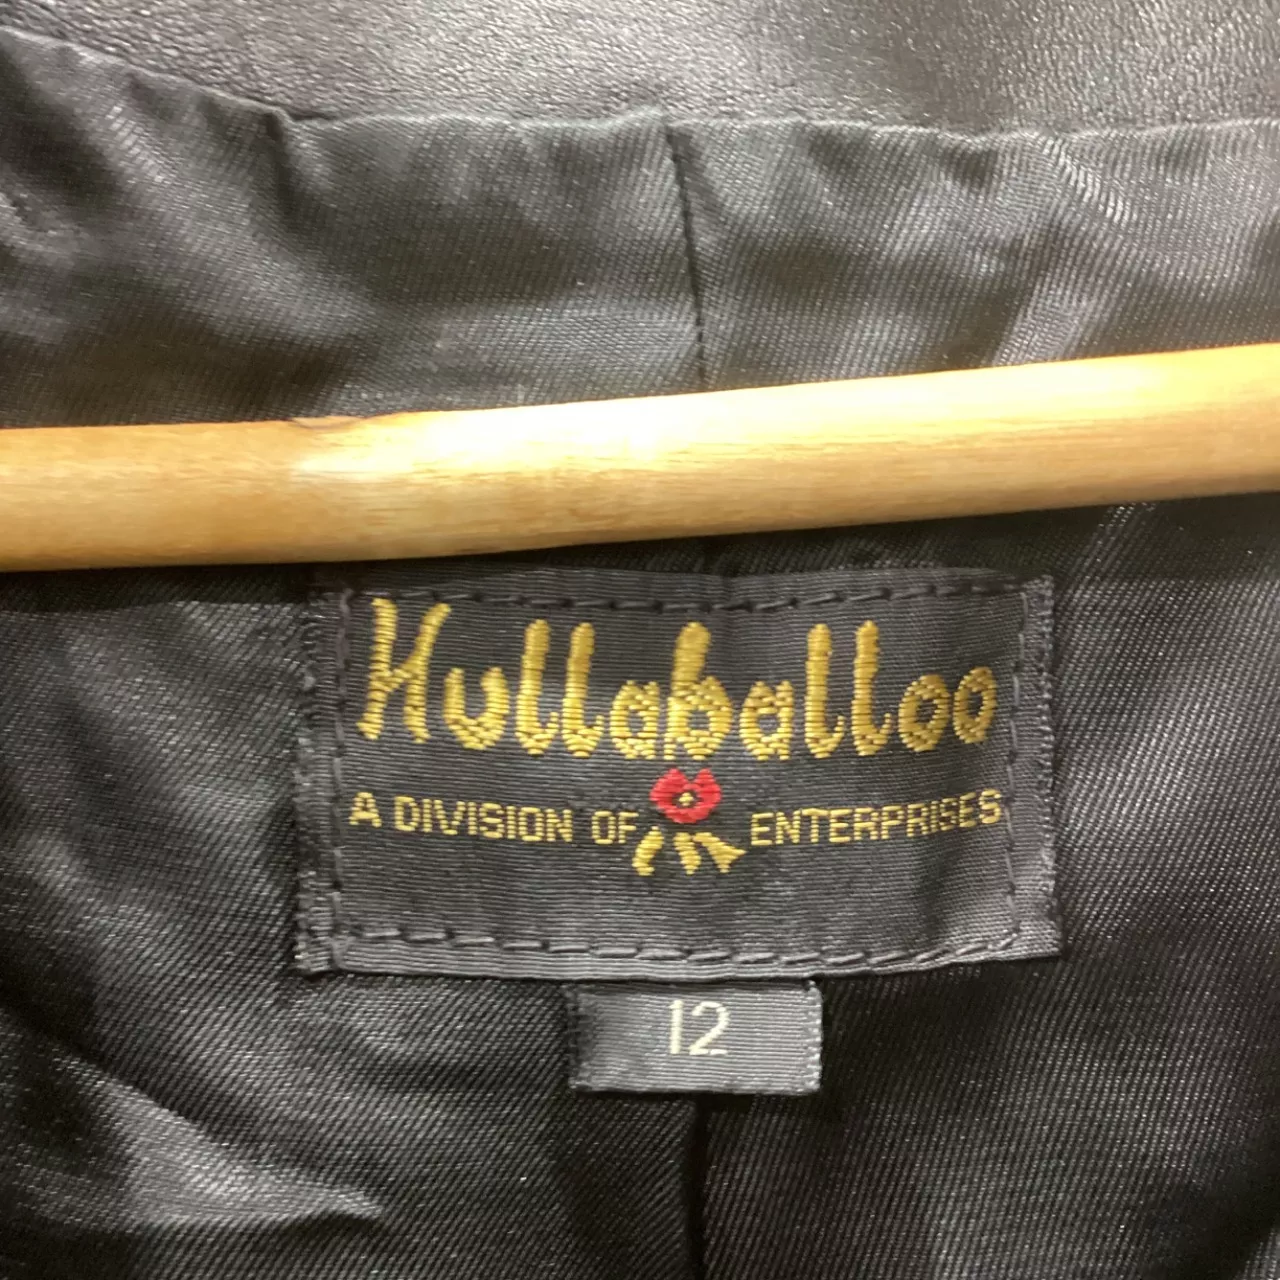 Hullaballoo
A DIVISION OF ENTERPRISES
12